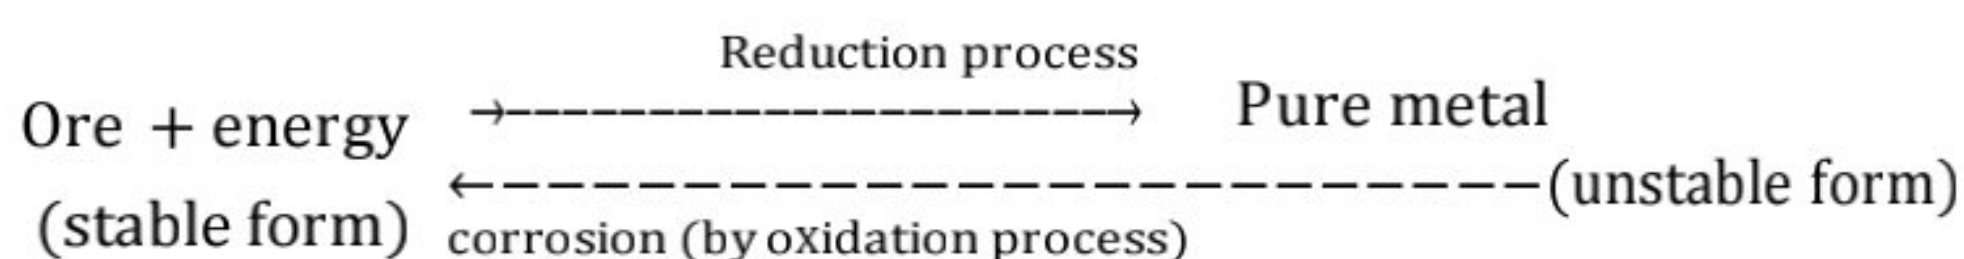 Reduction process
Ore + energy →--------------------→ Pure metal
←------------------------(unstable form)
(stable form) corrosion (by oxidation process)